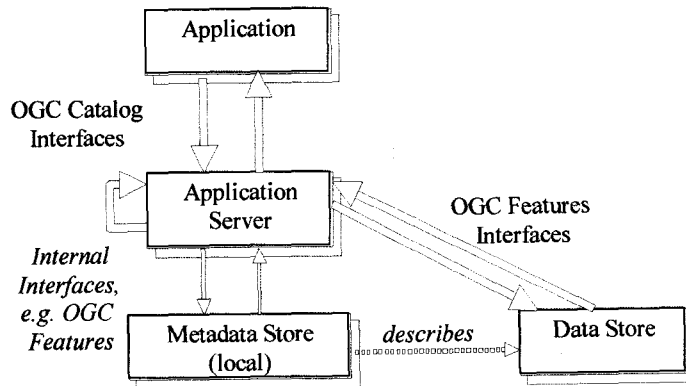 Application
OGC Catalog
Interfaces
Application
Server
OGC Features
Interfaces
Internal
Interfaces,
e.g. OGC
Features
Metadata Store
(local)
describes
Data Store